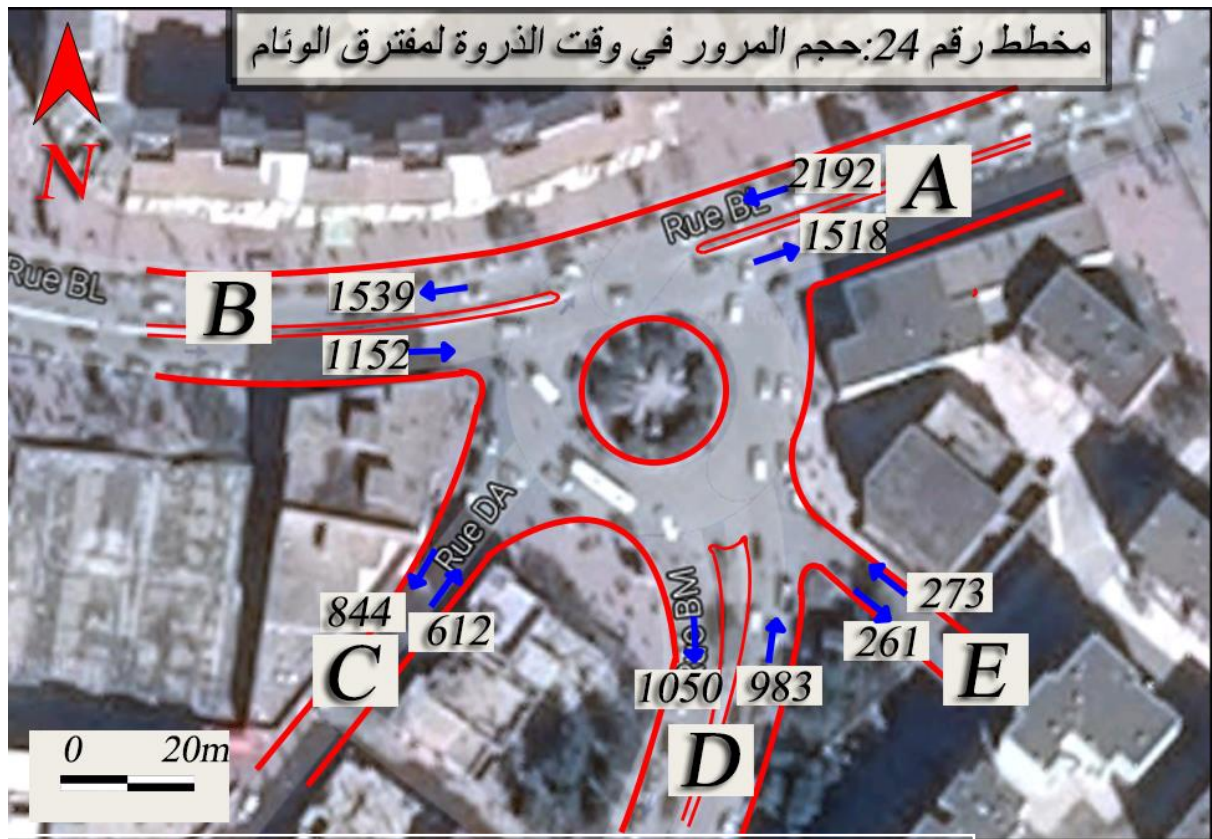 مخطط رقم 24:حجم المرور في وقت الذروة لمفترق الوئام
N
2192
A
Rue BL
1518
Rue BL
B
1539
1152
Rue DA
844
612
C
Rue BM
1050
983
D
273
261
E
0 20m